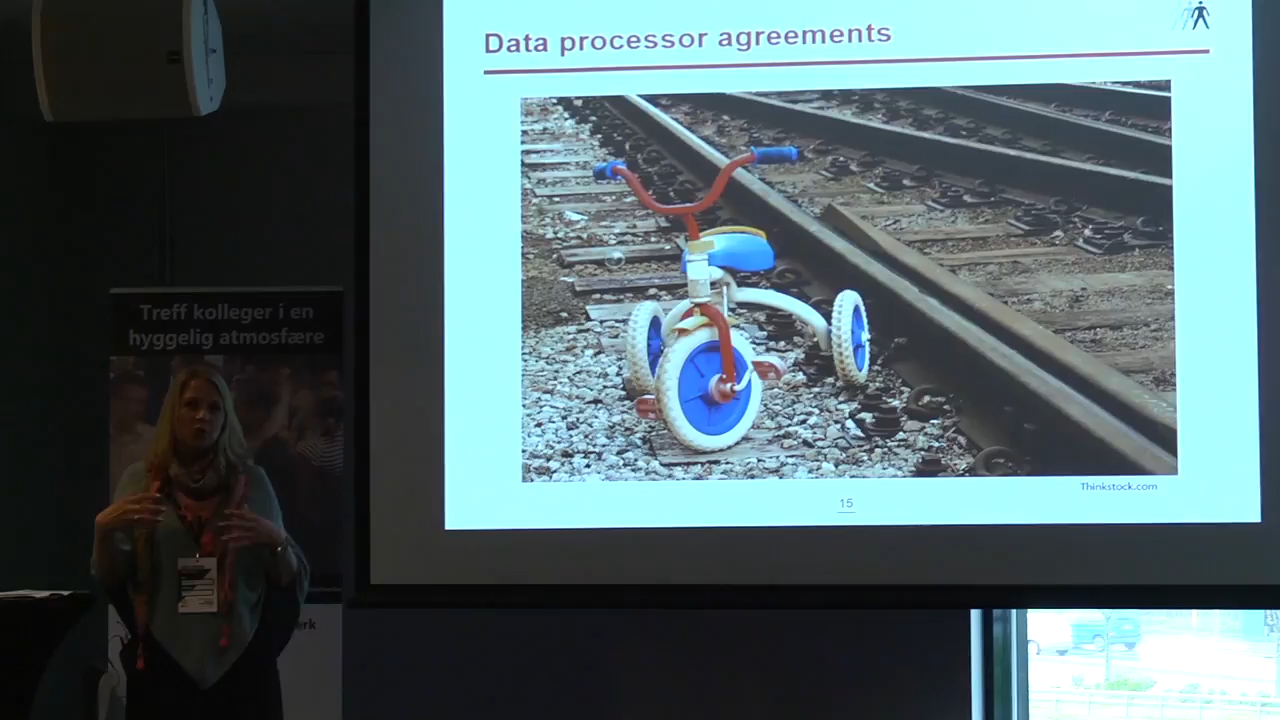 Data processor agreements
Thinkstock.com
15
Treff kolleger i en
hyggelig atmosfære